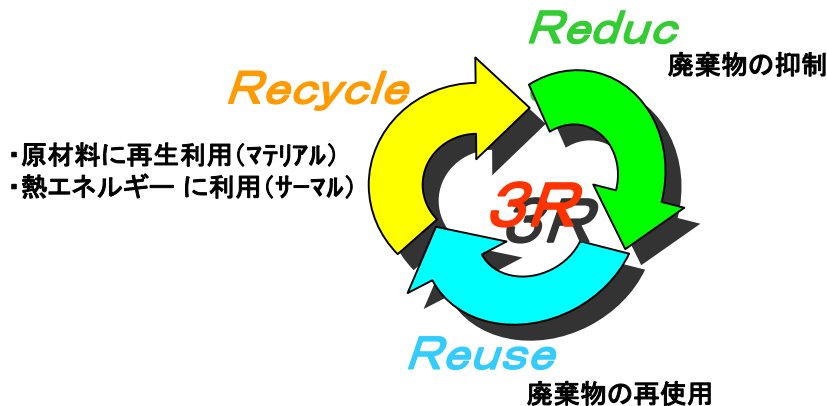 Reduc
廃棄物の抑制
Recycle
・原材料に再生利用(ﾏﾃﾘｱﾙ)
・熱エネルギー に利用(ｻｰﾏﾙ)
3R
Reuse
廃棄物の再使用